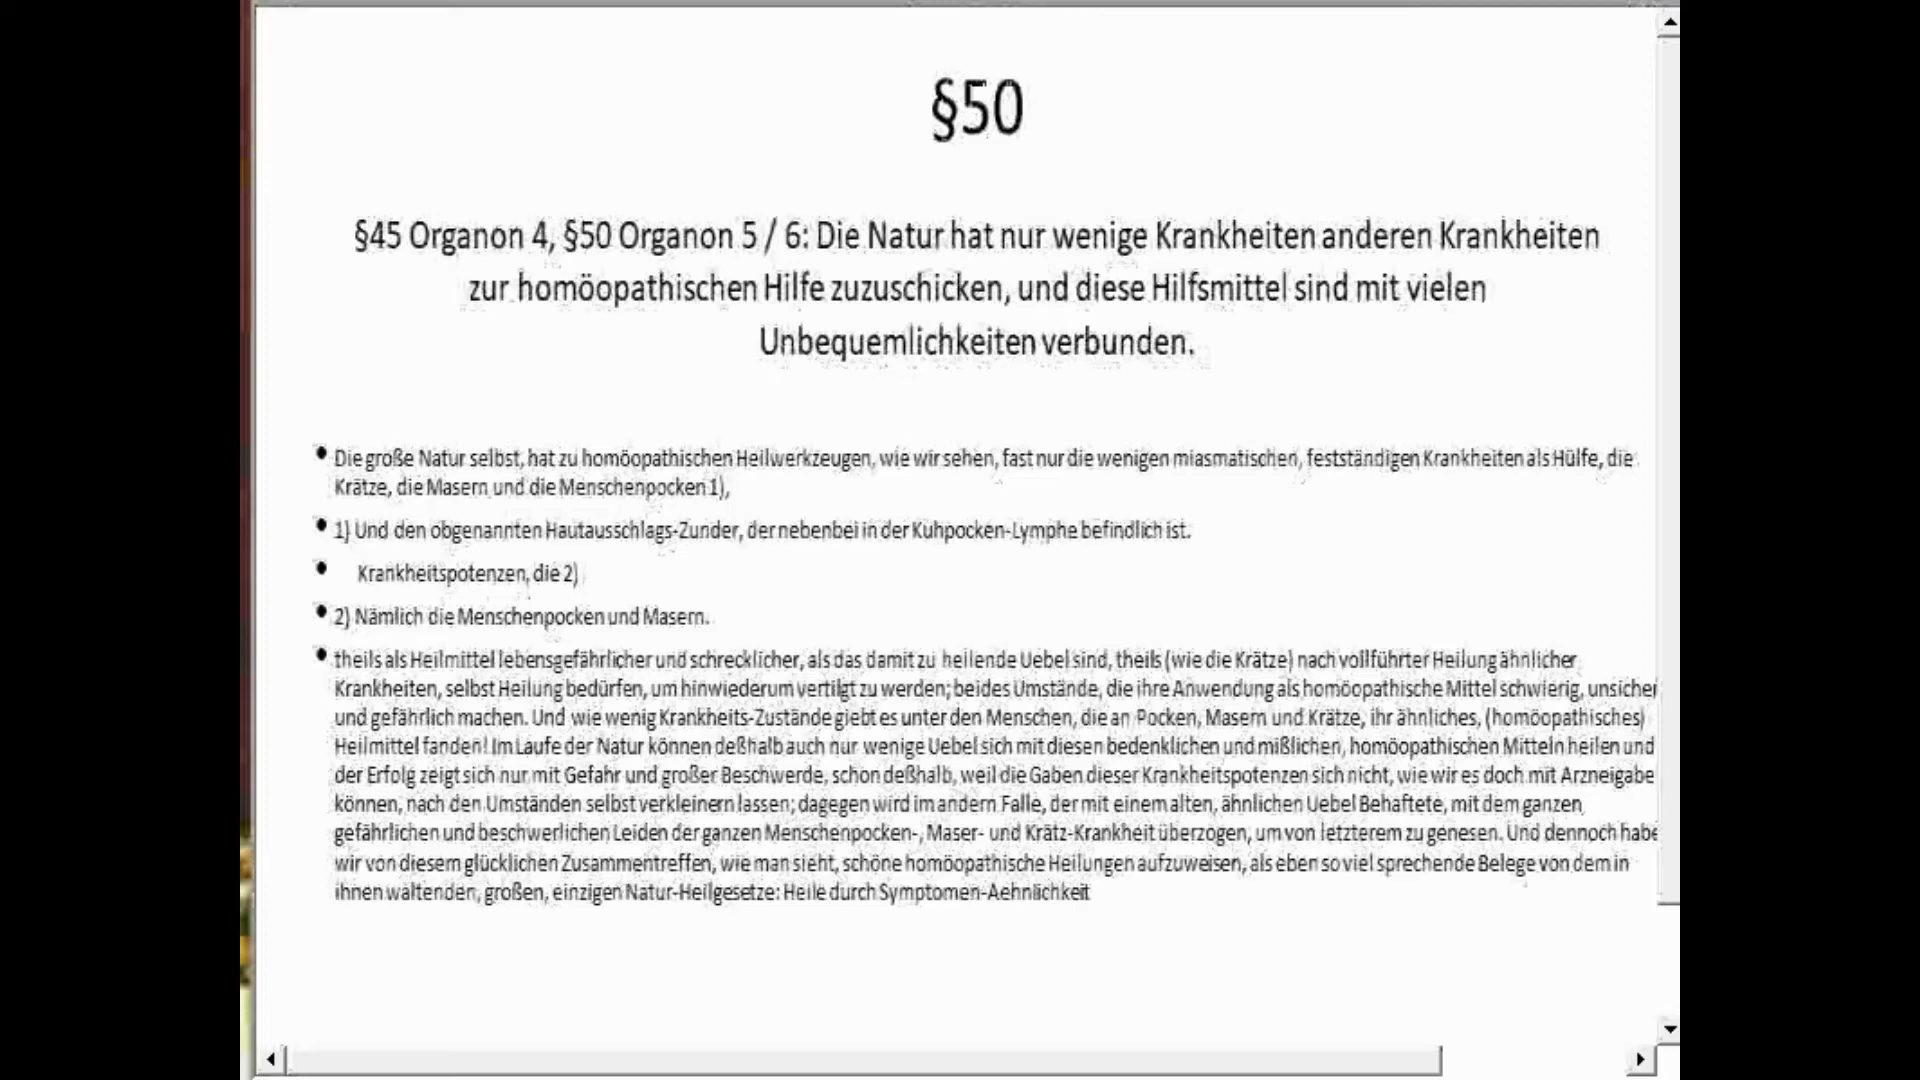 §50
§45 Organon 4, §50 Organon 5 / 6: Die Natur hat nur wenige Krankheiten anderen Krankheiten
zur homöopathischen Hilfe zuzuschicken, und diese Hilfsmittel sind mit vielen
Unbequemlichkeiten verbunden.
• Die große Natur selbst, hat zu homöopathischen Heilwerkzeugen, wie wir sehen, fast nur die wenigen miasmatischen, festständigen Krankheiten als Hülfe, die
Krätze, die Masern und die Menschenpocken 1),
• 1) Und den obgenannten Hautausschlags-Zunder, der nebenbei in der Kuhpocken-Lymphe befindlich ist.
• Krankheitspotenzen, die 2)
• 2) Nämlich die Menschenpocken und Masern.
• theils als Heilmittel lebensgefährlicher und schrecklicher, als das damit zu heilende Uebel sind, theils (wie die Krätze) nach vollführter Heilung ähnlicher
Krankheiten, selbst Heilung bedürfen, um hinwiederum vertilgt zu werden; beides Umstände, die ihre Anwendung als homöopathische Mittel schwierig, unsicher
und gefährlich machen. Und wie wenig Krankheits-Zustände giebt es unter den Menschen, die an Pocken, Masern und Krätze, ihr ähnliches, (homöopathisches)
Heilmittel fanden! Im Laufe der Natur können deßhalb auch nur wenige Uebel sich mit diesen bedenklichen und mißlichen, homöopathischen Mitteln heilen und
der Erfolg zeigt sich nur mit Gefahr und großer Beschwerde, schon deßhalb, weil die Gaben dieser Krankheitspotenzen sich nicht, wie wir es doch mit Arzneigabe
können, nach den Umständen selbst verkleinern lassen; dagegen wird im andern Falle, der mit einem alten, ähnlichen Uebel Behaftete, mit dem ganzen
gefährlichen und beschwerlichen Leiden der ganzen Menschenpocken-, Maser- und Krätz-Krankheit überzogen, um von letzterem zu genesen. Und dennoch habe
wir von diesem glücklichen Zusammentreffen, wie man sieht, schöne homöopathische Heilungen aufzuweisen, als eben so viel sprechende Belege von dem in
ihnen waltenden, großen, einzigen Natur-Heilgesetze: Heile durch Symptomen-Aehnlichkeit